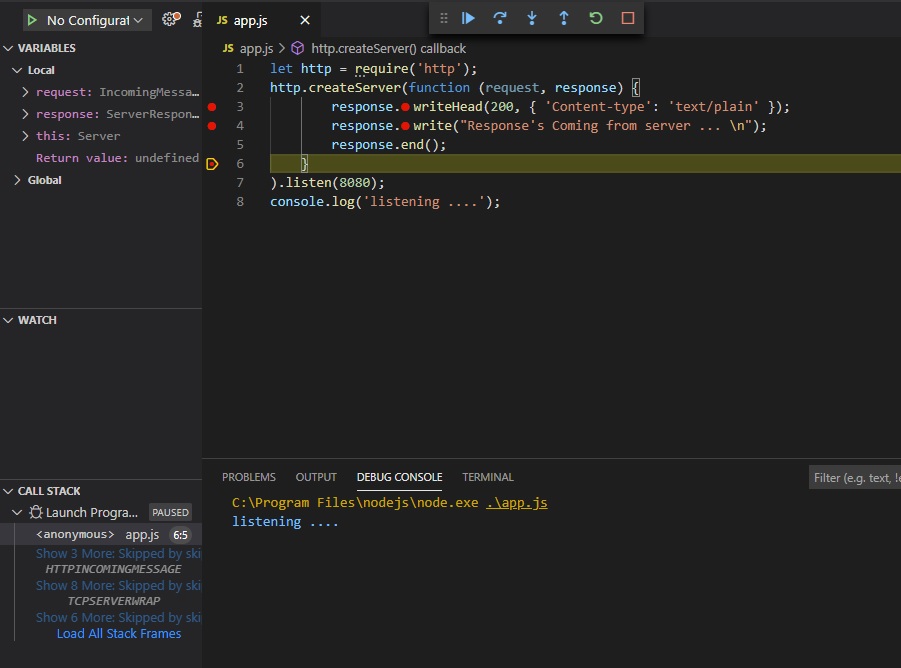 No Configurat
JS app.js
JS app.js > http.createServer() callback
VARIABLES
Local
request: IncomingMessa…
response: ServerRespon…
this: Server
Return value: undefined
Global
1 let http = require('http');
2 http.createServer(function (request, response) {
3 response.writeHead(200, { 'Content-type': 'text/plain' });
4 response.write("Response's Coming from server ... \n");
5 response.end();
6 }
7 ).listen(8080);
8 console.log('listening ....');
WATCH
CALL STACK
Launch Progra… PAUSED
<anonymous> app.js 6:5
Show 3 More: Skipped by ski
HTTPINCOMINGMESSAGE
Show 8 More: Skipped by ski
TCPSERVERWRAP
Show 6 More: Skipped by ski
Load All Stack Frames
PROBLEMS OUTPUT DEBUG CONSOLE TERMINAL
Filter (e.g. text, !e
C:\Program Files\nodejs\node.exe .\app.js
listening ....